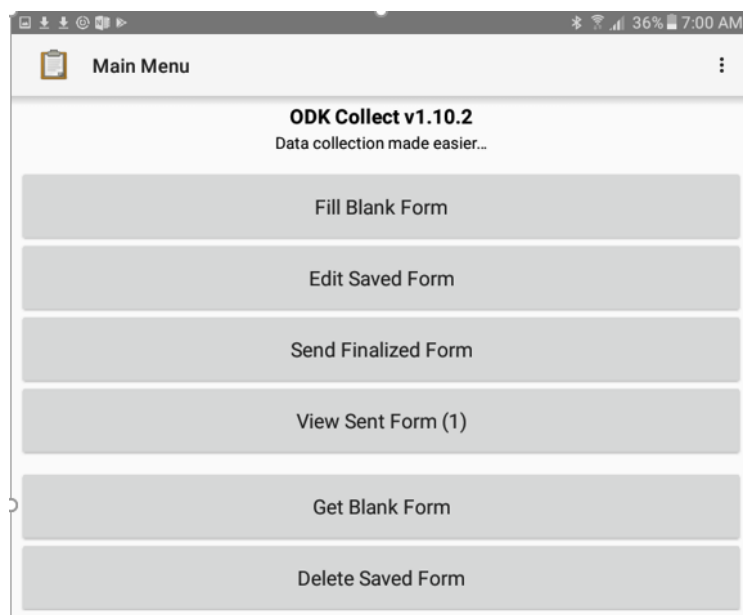 36% 7:00 AM
Main Menu
ODK Collect v1.10.2
Data collection made easier...
Fill Blank Form
Edit Saved Form
Send Finalized Form
View Sent Form (1)
Get Blank Form
Delete Saved Form